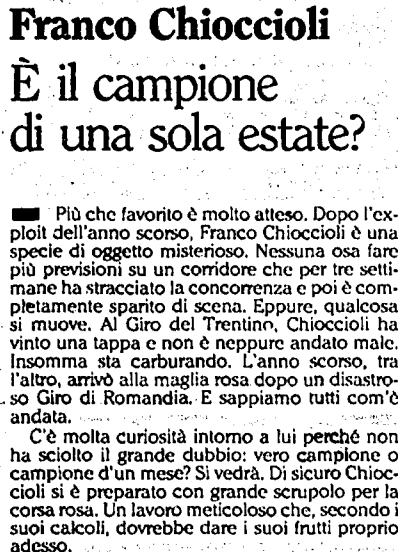 Franco Chioccioli
È il campione
di una sola estate?
Più che favorito è molto atteso. Dopo l'ex-
ploit dell'anno scorso, Franco Chioccioli è una
specie di oggetto misterioso. Nessuna osa fare
più previsioni su un corridore che per tre setti-
mane ha stracciato la concorrenza e poi è com-
pletamente sparito di scena. Eppure, qualcosa
si muove. Al Giro del Trentino, Chioccioli ha
vinto una tappa e non è neppure andato male.
Insomma sta carburando. L'anno scorso, tra
l'altro, arrivò alla maglia rosa dopo un disastro-
so Giro di Romandia. E sappiamo tutti com'è
andata.
C'è molta curiosità intorno a lui perché non
ha sciolto il grande dubbio: vero campione o
campione d'un mese? Si vedrà. Di sicuro Chioc-
cioli si è preparato con grande scrupolo per la
corsa rosa. Un lavoro meticoloso che, secondo i
suoi calcoli, dovrebbe dare i suoi frutti proprio
adesso.